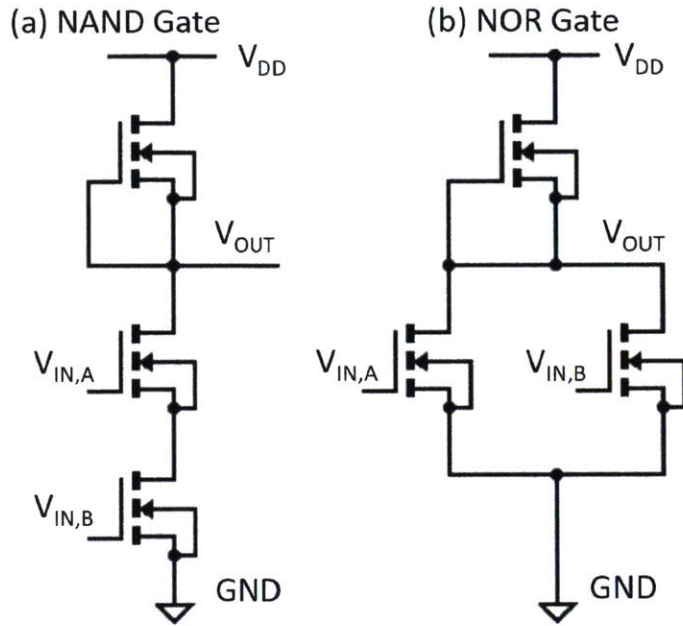 (a) NAND Gate
V_DD
V_OUT
V_IN,A
V_IN,B
GND
(b) NOR Gate
V_DD
V_OUT
V_IN,A
V_IN,B
GND